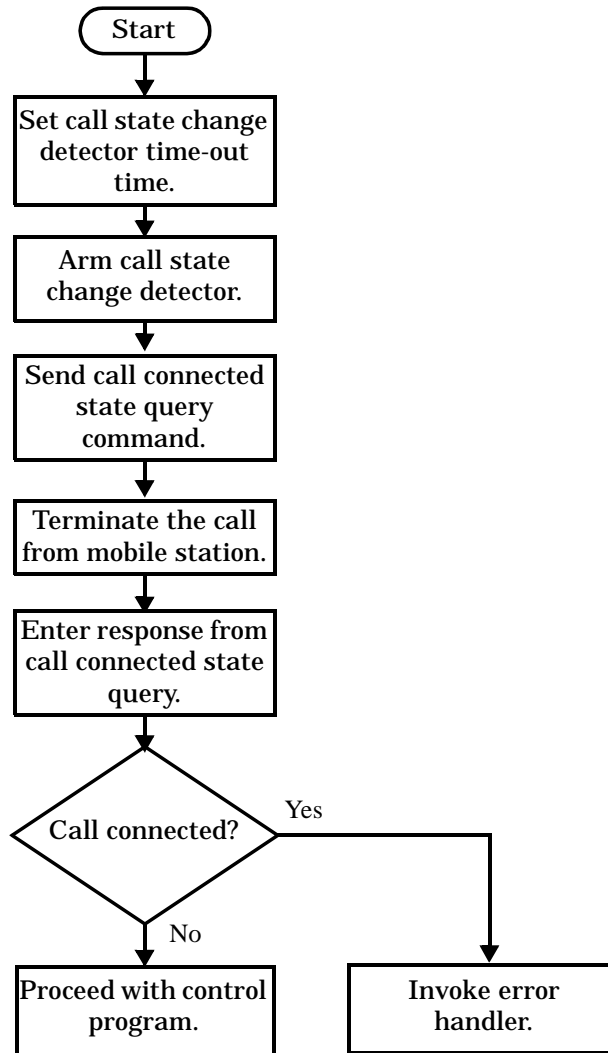 Start
Set call state change
detector time-out
time.
Arm call state
change detector.
Send call connected
state query
command.
Terminate the call
from mobile station.
Enter response from
call connected state
query.
Call connected?
Yes
No
Proceed with control
program.
Invoke error
handler.